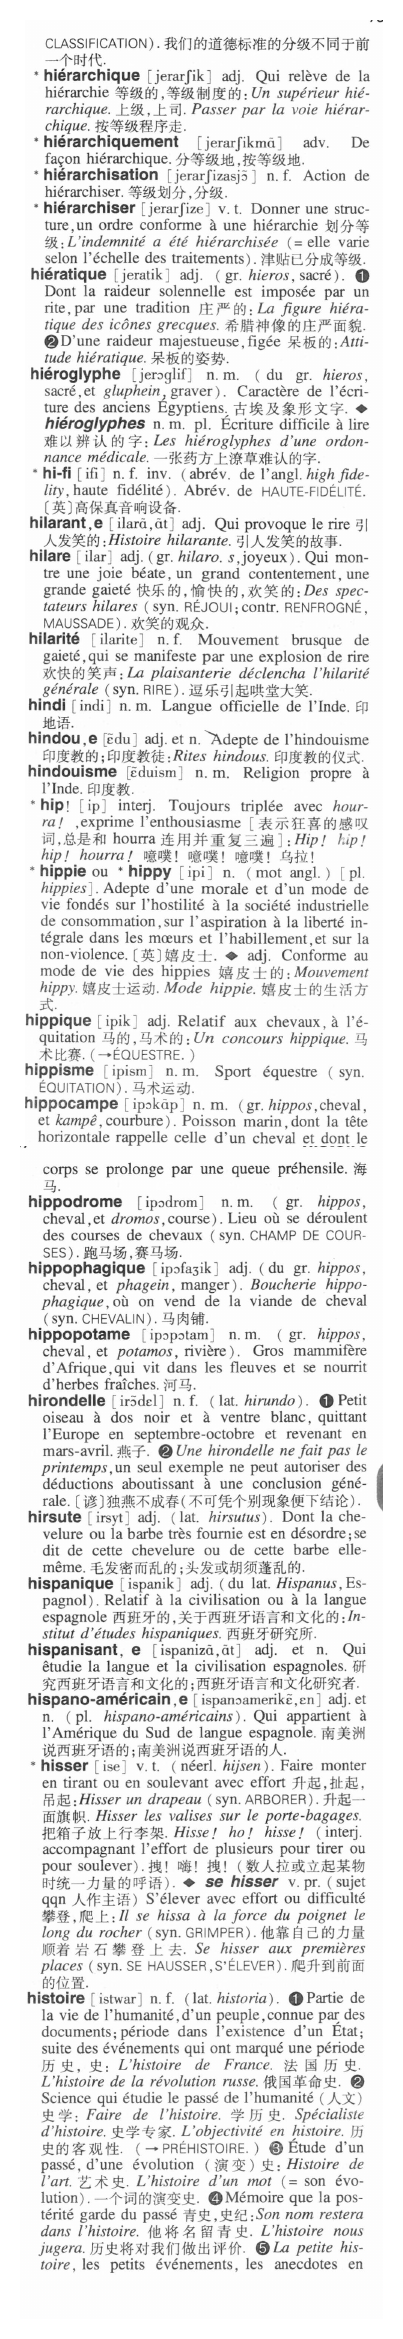 CLASSIFICATION). 我们的道德标准的分级不同于前
一个时代.
* hiérarchique [jerarʃik] adj. Qui relève de la
hiérarchie 等级的,等级制度的: Un supérieur hié-
rarchique. 上级,上司. Passer par la voie hiérar-
chique. 按等级程序走.
* hiérarchiquement [jerarʃikmɑ̃] adv. De
façon hiérarchique. 分等级地,按等级地.
* hiérarchisation [jerarʃizasjɔ̃] n. f. Action de
hiérarchiser. 等级划分,分级.
* hiérarchiser [jerarʃize] v. t. Donner une struc-
ture, un ordre conforme à une hiérarchie 划分等
级: L'indemnité a été hiérarchisée (= elle varie
selon l'échelle des traitements). 津贴已分成等级.
hiératique [jeratik] adj. (gr. hieros, sacré). ❶
Dont la raideur solennelle est imposée par un
rite, par une tradition 庄严的: La figure hiéra-
tique des icônes grecques. 希腊神像的庄严面貌.
❷ D'une raideur majestueuse, figée 呆板的: Atti-
tude hiératique. 呆板的姿势.
hiéroglyphe [jerɔglif] n. m. (du gr. hieros,
sacré, et gluphein, graver). Caractère de l'écri-
ture des anciens Égyptiens. 古埃及象形文字. ◆
hiéroglyphes n. m. pl. Écriture difficile à lire
难以辨认的字: Les hiéroglyphes d'une ordon-
nance médicale. 一张药方上潦草难认的字.
* hi-fi [ifi] n. f. inv. (abrév. de l'angl. high fide-
lity, haute fidélité). Abrév. de HAUTE-FIDÉLITÉ.
[英]高保真音响设备.
hilarant, e [ilarɑ̃, ɑ̃t] adj. Qui provoque le rire 引
人发笑的: Histoire hilarante. 引人发笑的故事.
hilare [ilar] adj. (gr. hilaro. s, joyeux). Qui mon-
tre une joie béate, un grand contentement, une
grande gaieté 快乐的,愉快的,欢笑的: Des spec-
tateurs hilares (syn. RÉJOUI; contr. RENFROGNÉ,
MAUSSADE). 欢笑的观众.
hilarité [ilarite] n. f. Mouvement brusque de
gaieté, qui se manifeste par une explosion de rire
欢快的笑声: La plaisanterie déclencha l'hilarité
générale (syn. RIRE). 逗乐引起哄堂大笑.
hindi [indi] n. m. Langue officielle de l'Inde. 印
地语.
hindou, e [ɛ̃du] adj. et n. Adepte de l'hindouisme
印度教的;印度教徒: Rites hindous. 印度教的仪式.
hindouisme [ɛ̃duism] n. m. Religion propre à
l'Inde. 印度教.
* hip! [ip] interj. Toujours triplée avec hour-
ra!, exprime l'enthousiasme [表示狂喜的感叹
词,总是和 hourra 连用并重复三遍]: Hip! hip!
hip! hourra! 噫噗! 噫噗! 噫噗! 乌拉!
* hippie ou * hippy [ipi] n. (mot angl.) [pl.
hippies]. Adepte d'une morale et d'un mode de
vie fondés sur l'hostilité à la société industrielle
de consommation, sur l'aspiration à la liberté in-
tégrale dans les mœurs et l'habillement, et sur la
non-violence. [英]嬉皮士. ◆ adj. Conforme au
mode de vie des hippies 嬉皮士的: Mouvement
hippy. 嬉皮士运动. Mode hippie. 嬉皮士的生活方
式.
hippique [ipik] adj. Relatif aux chevaux, à l'é-
quitation 马的,马术的: Un concours hippique. 马
术比赛. (→ÉQUESTRE.)
hippisme [ipism] n. m. Sport équestre (syn.
ÉQUITATION). 马术运动.
hippocampe [ipɔkɑ̃p] n. m. (gr. hippos, cheval,
et kampê, courbure). Poisson marin, dont la tête
horizontale rappelle celle d'un cheval et dont le
corps se prolonge par une queue préhensile. 海
马.
hippodrome [ipɔdrom] n. m. (gr. hippos,
cheval, et dromos, course). Lieu où se déroulent
des courses de chevaux (syn. CHAMP DE COUR-
SES). 跑马场,赛马场.
hippophagique [ipɔfaʒik] adj. (du gr. hippos,
cheval, et phagein, manger). Boucherie hippo-
phagique, où on vend de la viande de cheval
(syn. CHEVALIN). 马肉铺.
hippopotame [ipɔpɔtam] n. m. (gr. hippos,
cheval, et potamos, rivière). Gros mammifère
d'Afrique, qui vit dans les fleuves et se nourrit
d'herbes fraîches. 河马.
hirondelle [irɔ̃dɛl] n. f. (lat. hirundo). ❶ Petit
oiseau à dos noir et à ventre blanc, quittant
l'Europe en septembre-octobre et revenant en
mars-avril. 燕子. ❷ Une hirondelle ne fait pas le
printemps, un seul exemple ne peut autoriser des
déductions aboutissant à une conclusion géné-
rale. [谚]独燕不成春(不可凭个别现象便下结论).
hirsute [irsyt] adj. (lat. hirsutus). Dont la che-
velure ou la barbe très fournie est en désordre; se
dit de cette chevelure ou de cette barbe elle-
même. 毛发密而乱的;头发或胡须蓬乱的.
hispanique [ispanik] adj. (du lat. Hispanus, Es-
pagnol). Relatif à la civilisation ou à la langue
espagnole 西班牙的,关于西班牙语言和文化的: In-
stitut d'études hispaniques. 西班牙研究所.
hispanisant, e [ispanizɑ̃, ɑ̃t] adj. et n. Qui
étudie la langue et la civilisation espagnoles. 研
究西班牙语言和文化的;西班牙语言和文化研究者.
hispano-américain, e [ispanɔamerikɛ̃, ɛn] adj. et
n. (pl. hispano-américains). Qui appartient à
l'Amérique du Sud de langue espagnole. 南美洲
说西班牙语的;南美洲说西班牙语的人.
* hisser [ise] v. t. (néerl. hijsen). Faire monter
en tirant ou en soulevant avec effort 升起,扯起,
吊起: Hisser un drapeau (syn. ARBORER). 升起一
面旗帜. Hisser les valises sur le porte-bagages.
把箱子放上行李架. Hisse! ho! hisse! (interj.
accompagnant l'effort de plusieurs pour tirer ou
pour soulever). 拽! 嗨! 拽! (数人拉或立起某物
时统一力量的呼语). ◆ se hisser v. pr. (sujet
qqn 人作主语) S'élever avec effort ou difficulté
攀登,爬上: Il se hissa à la force du poignet le
long du rocher (syn. GRIMPER). 他靠自己的力量
顺着岩石攀登上去. Se hisser aux premières
places (syn. SE HAUSSER, S'ÉLEVER). 爬升到前面
的位置.
histoire [istwar] n. f. (lat. historia). ❶ Partie de
la vie de l'humanité, d'un peuple, connue par des
documents; période dans l'existence d'un État;
suite des événements qui ont marqué une période
历史, 史: L'histoire de France. 法国历史.
L'histoire de la révolution russe. 俄国革命史. ❷
Science qui étudie le passé de l'humanité (人文)
史学: Faire de l'histoire. 学历史. Spécialiste
d'histoire. 史学专家. L'objectivité en histoire. 历
史的客观性. (→PRÉHISTOIRE.) ❸ Étude d'un
passé, d'une évolution (演变) 史: Histoire de
l'art. 艺术史. L'histoire d'un mot (= son évo-
lution). 一个词的演变史. ❹ Mémoire que la pos-
térité garde du passé 青史,史纪: Son nom restera
dans l'histoire. 他将名留青史. L'histoire nous
jugera. 历史将对我们做出评价. ❺ La petite his-
toire, les petits événements, les anecdotes en